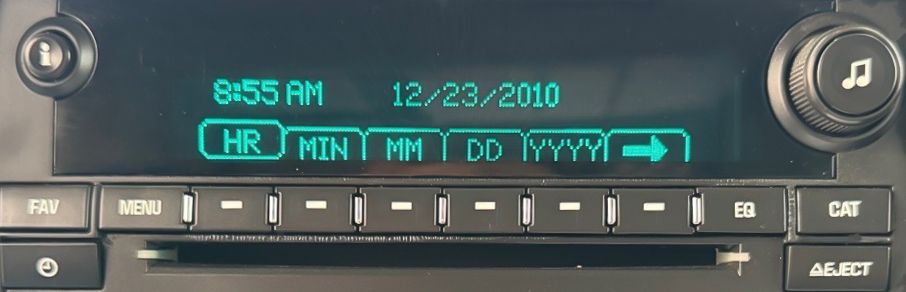 8:55 AM 12/23/2010
HR MIN MM DD YYYY
FAV MENU EQ CAT
EJECT